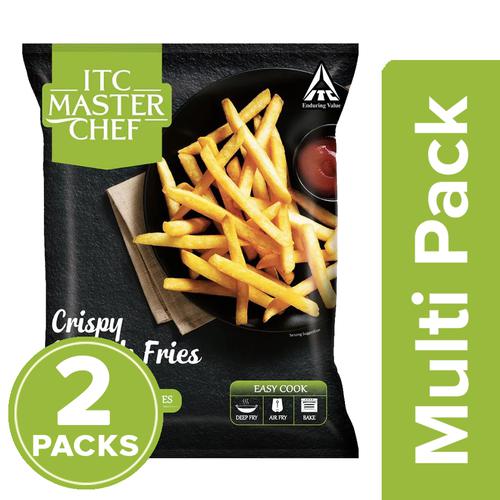 ITC
MASTER
CHEF
ITC
Enduring Value
Crispy
Fries
Serving Suggestion
EASY COOK
DEEP FRY
AIR FRY
BAKE
2
PACKS
Multi Pack